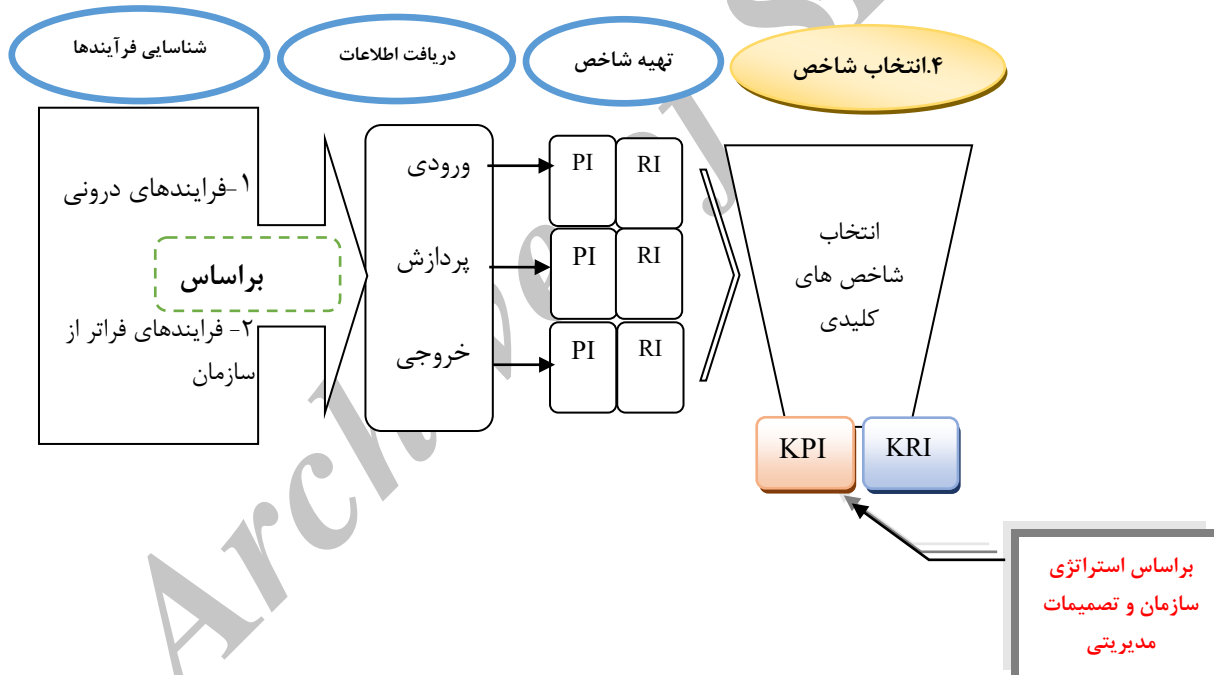 شناسایی فرآیندها
دریافت اطلاعات
تهیه شاخص
۴.انتخاب شاخص
۱-فرایندهای درونی
براساس
۲- فرایندهای فراتر از
سازمان
ورودی
پردازش
خروجی
PI RI
PI RI
PI RI
انتخاب
شاخص های
کلیدی
KPI KRI
براساس استراتژی
سازمان و تصمیمات
مدیریتی